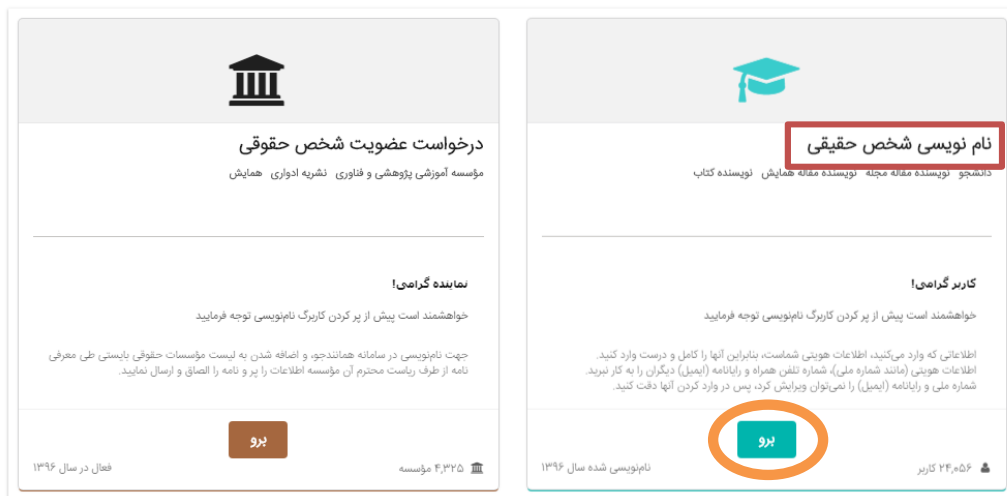 نام نویسی شخص حقیقی
دانشجو نویسنده مقاله مجله نویسنده مقاله همایش نویسنده کتاب
کاربر گرامی!
خواهشمند است پیش از پر کردن کاربرگ نام‌نویسی توجه فرمایید
اطلاعاتی که وارد می‌کنید، اطلاعات هویتی شماست، بنابراین آنها را کامل و درست وارد کنید.
اطلاعات هویتی (مانند شماره ملی)، شماره تلفن همراه و رایانامه (ایمیل) دیگران را به کار نبرید.
شماره ملی و رایانامه (ایمیل) را نمی‌توان ویرایش کرد، پس در وارد کردن آنها دقت کنید.
برو
۲۴,۰۵۶ کاربر
نام‌نویسی شده سال ۱۳۹۶
درخواست عضویت شخص حقوقی
مؤسسه آموزشی پژوهشی و فناوری نشریه ادواری همایش
نماینده گرامی!
خواهشمند است پیش از پر کردن کاربرگ نام‌نویسی توجه فرمایید
جهت نام‌نویسی در سامانه همانندجو، و اضافه شدن به لیست مؤسسات حقوقی بایستی طی معرفی
نامه از طرف ریاست محترم آن مؤسسه اطلاعات را پر و نامه را الصاق و ارسال نمایید.
برو
۴,۳۲۵ مؤسسه
فعال در سال ۱۳۹۶